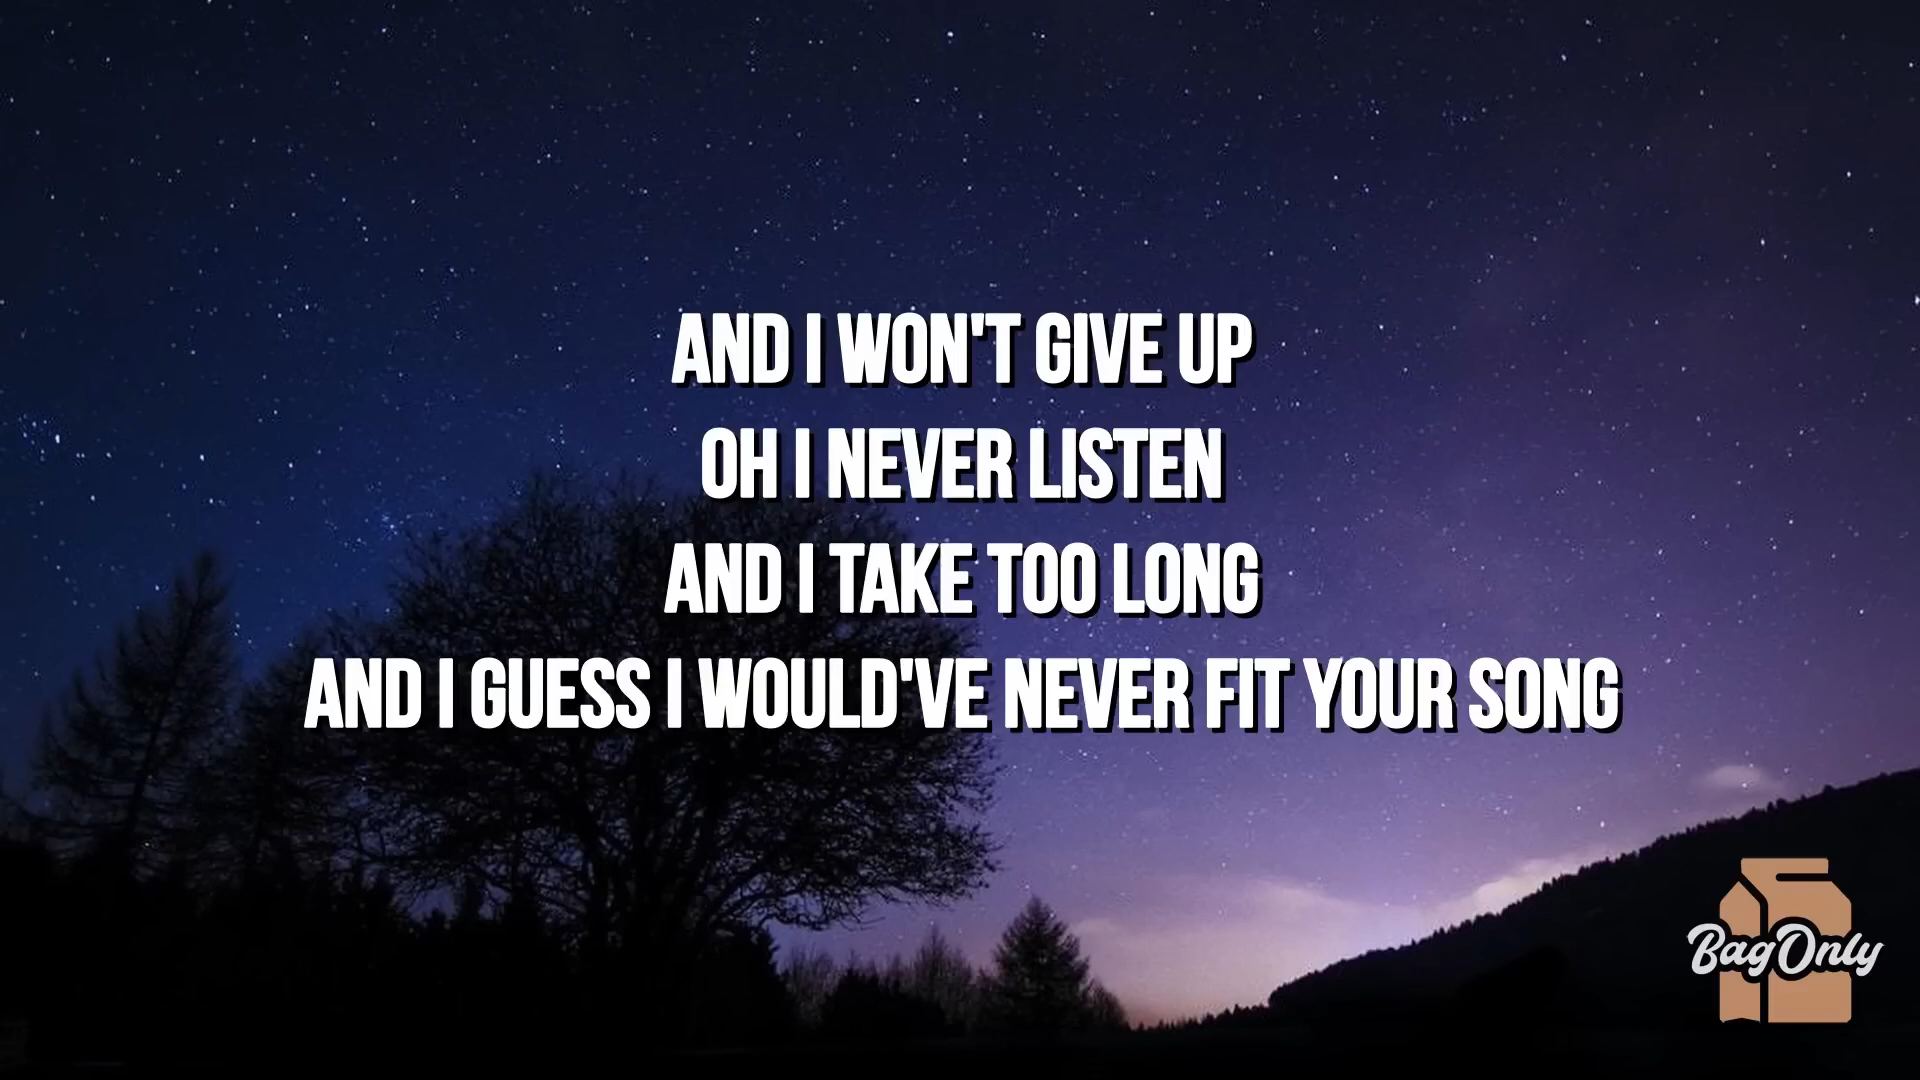 AND I WON'T GIVE UP
OH I NEVER LISTEN
AND I TAKE TOO LONG
AND I GUESS I WOULD'VE NEVER FIT YOUR SONG
BagOnly